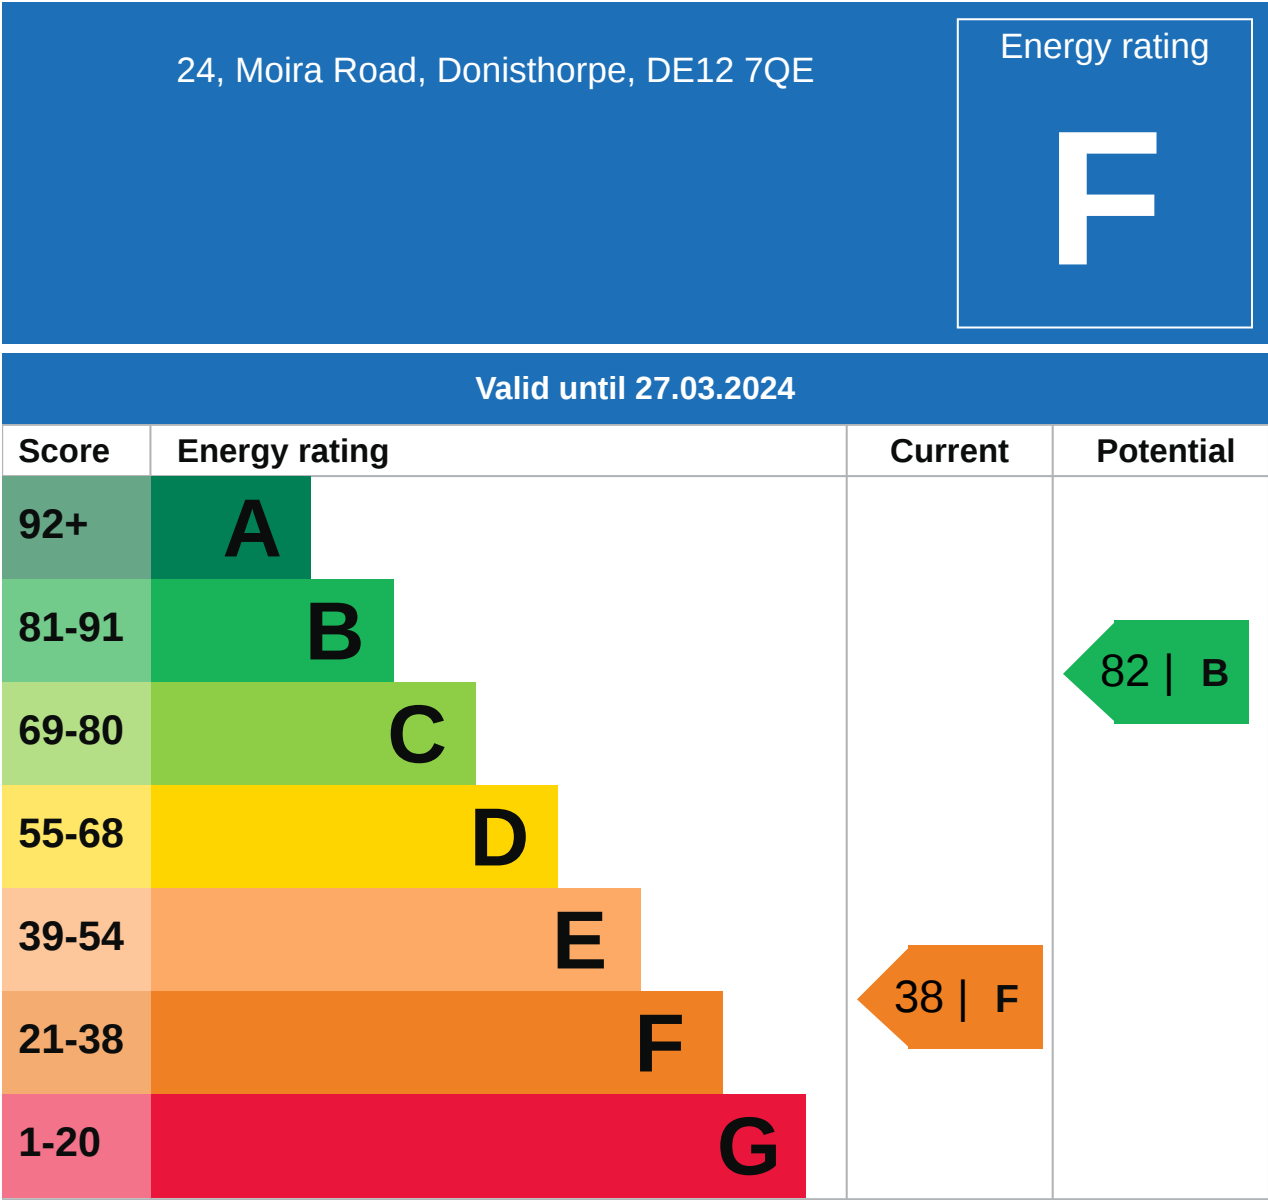 24, Moira Road, Donisthorpe, DE12 7QE
Energy rating
F
Valid until 27.03.2024
Score Energy rating Current Potential
92+ A
81-91 B
82 | B
69-80 C
55-68 D
39-54 E
38 | F
21-38 F
1-20 G